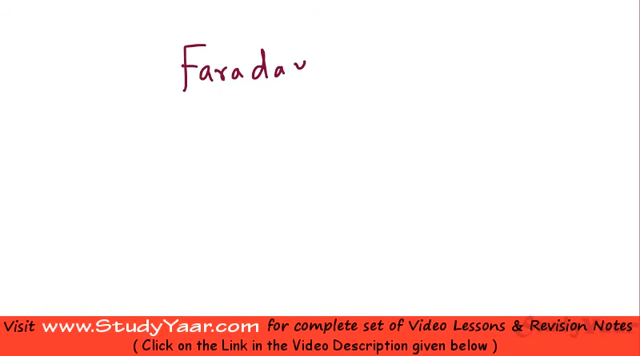 Faradav
Visit www.StudyYaar.com for complete set of Video Lessons & Revision Notes
( Click on the Link in the Video Description given below )